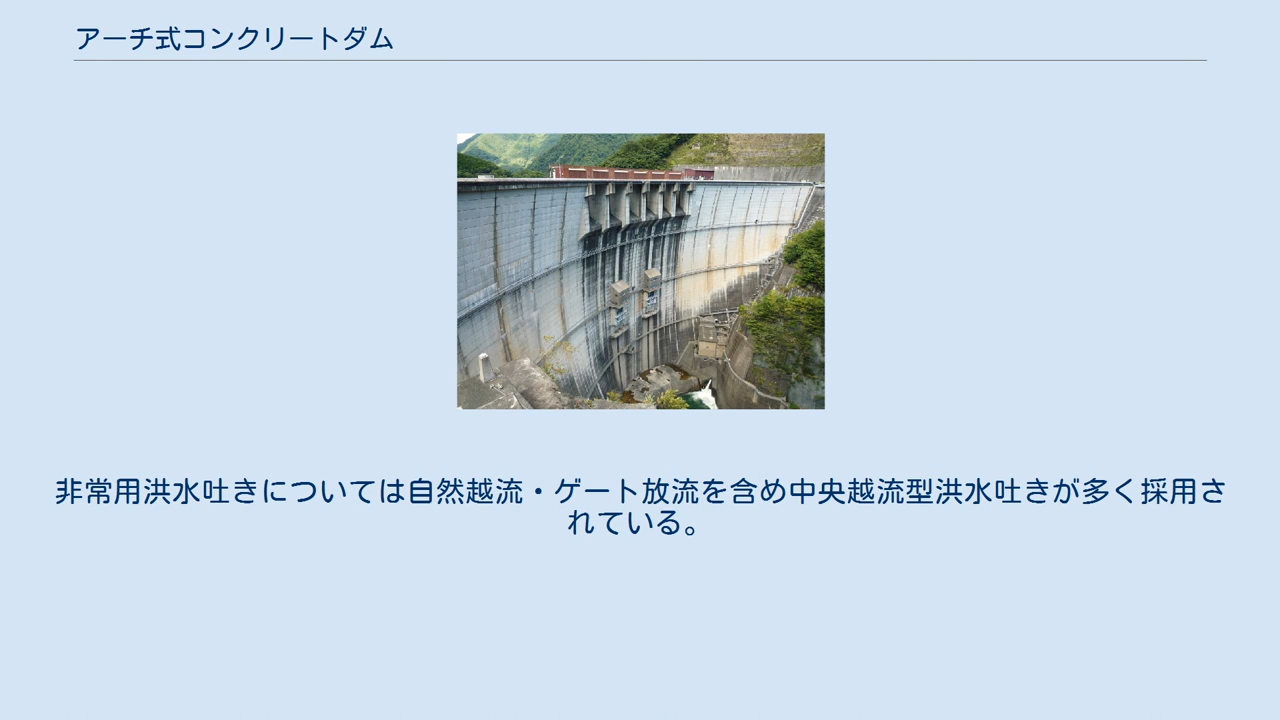 アーチ式コンクリートダム
非常用洪水吐きについては自然越流・ゲート放流を含め中央越流型洪水吐きが多く採用さ
れている。